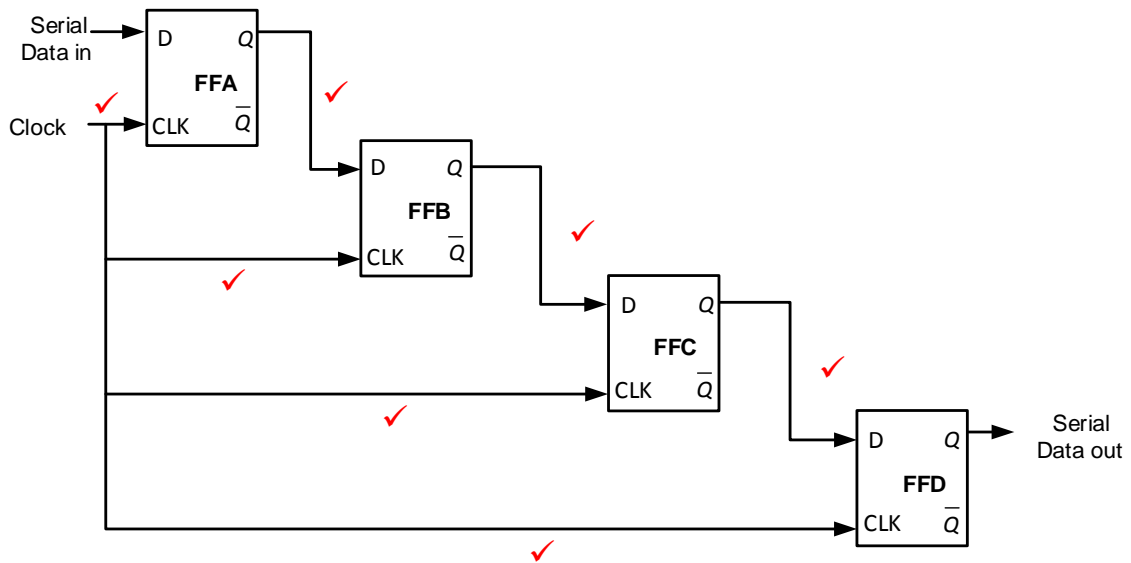 Serial
Data in
D
Q
FFA
Q̅
Clock
CLK
D
Q
FFB
CLK
Q̅
D
Q
FFC
CLK
Q̅
D
Q
FFD
CLK
Q̅
Serial
Data out